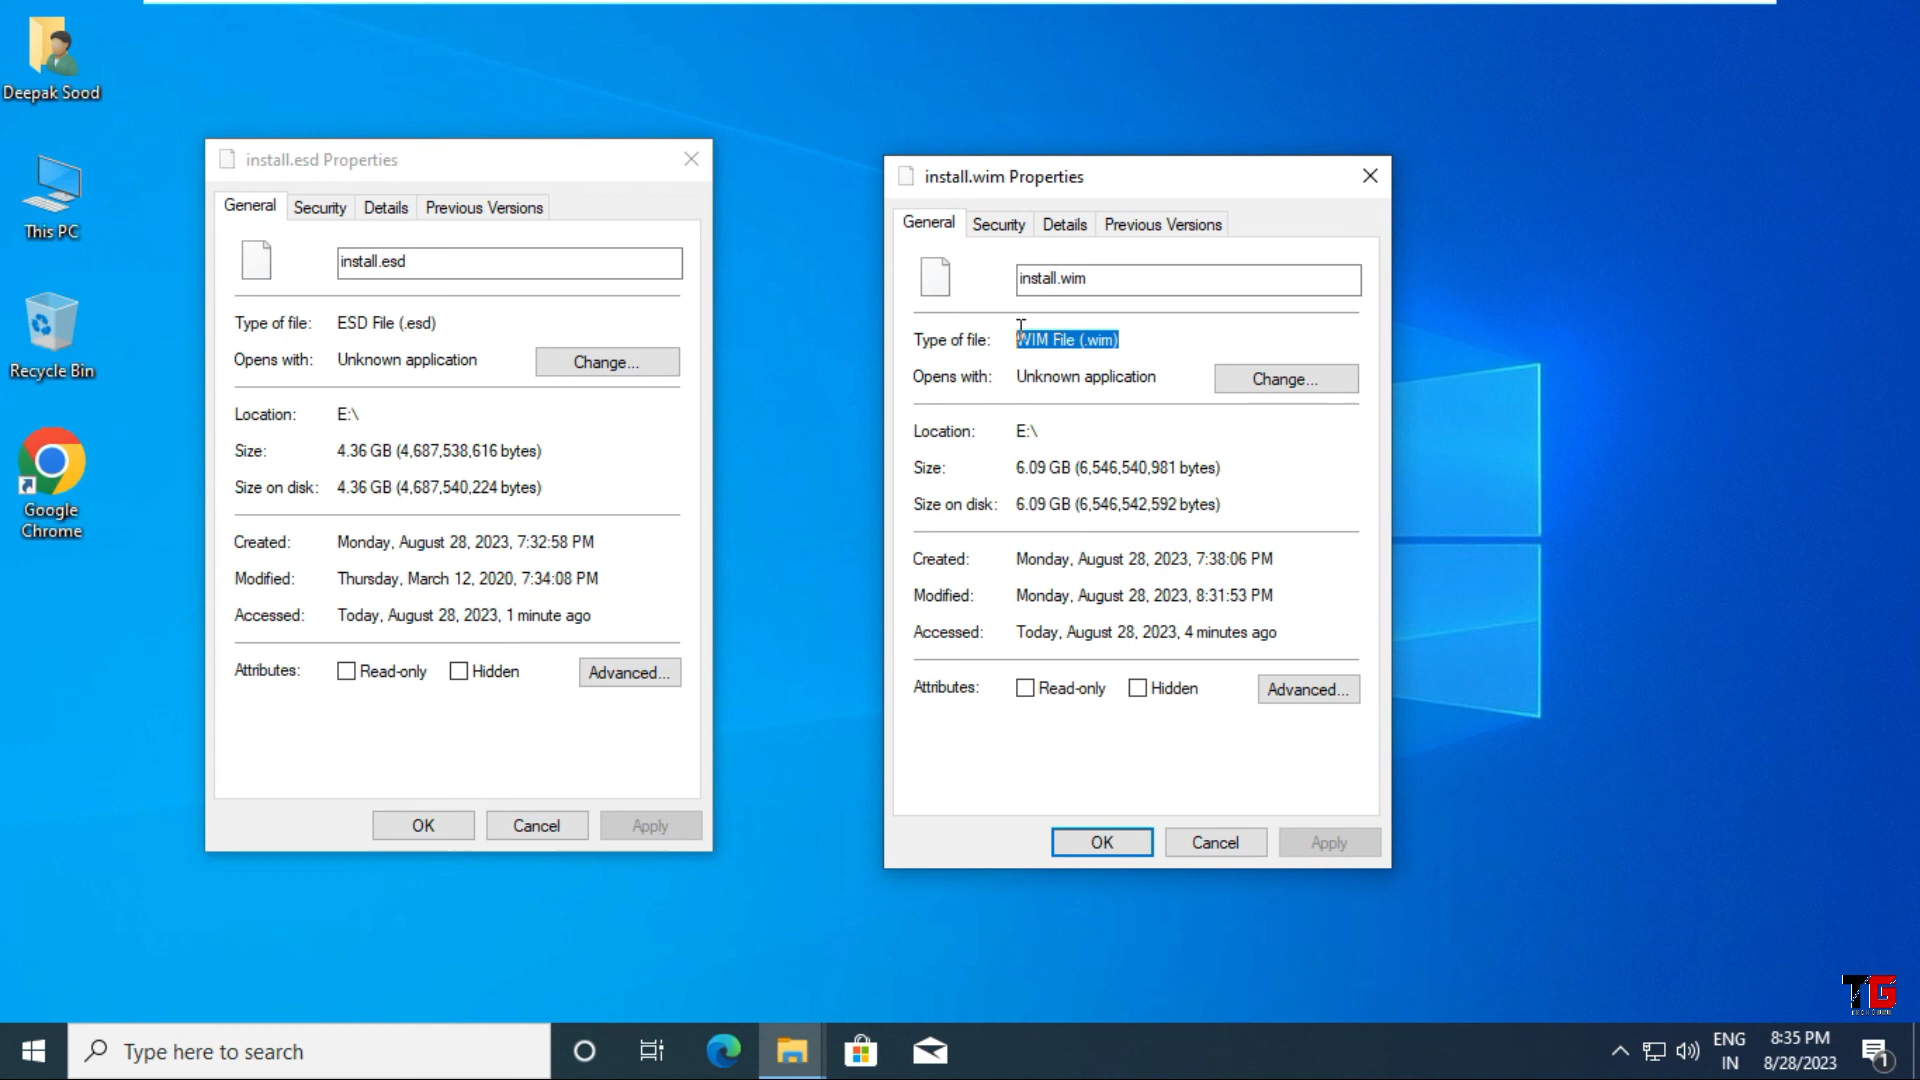 Deepak Sood
This PC
Recycle Bin
Google
Chrome
install.esd Properties
General Security Details Previous Versions
install.esd
Type of file: ESD File (.esd)
Opens with: Unknown application Change...
Location: E:\
Size: 4.36 GB (4,687,538,616 bytes)
Size on disk: 4.36 GB (4,687,540,224 bytes)
Created: Monday, August 28, 2023, 7:32:58 PM
Modified: Thursday, March 12, 2020, 7:34:08 PM
Accessed: Today, August 28, 2023, 1 minute ago
Attributes: Read-only Hidden Advanced...
OK Cancel Apply
install.wim Properties
General Security Details Previous Versions
install.wim
Type of file: WIM File (.wim)
Opens with: Unknown application Change...
Location: E:\
Size: 6.09 GB (6,546,540,981 bytes)
Size on disk: 6.09 GB (6,546,542,592 bytes)
Created: Monday, August 28, 2023, 7:38:06 PM
Modified: Monday, August 28, 2023, 8:31:53 PM
Accessed: Today, August 28, 2023, 4 minutes ago
Attributes: Read-only Hidden Advanced...
OK Cancel Apply
TG
Type here to search
ENG
IN
8:35 PM
8/28/2023
1